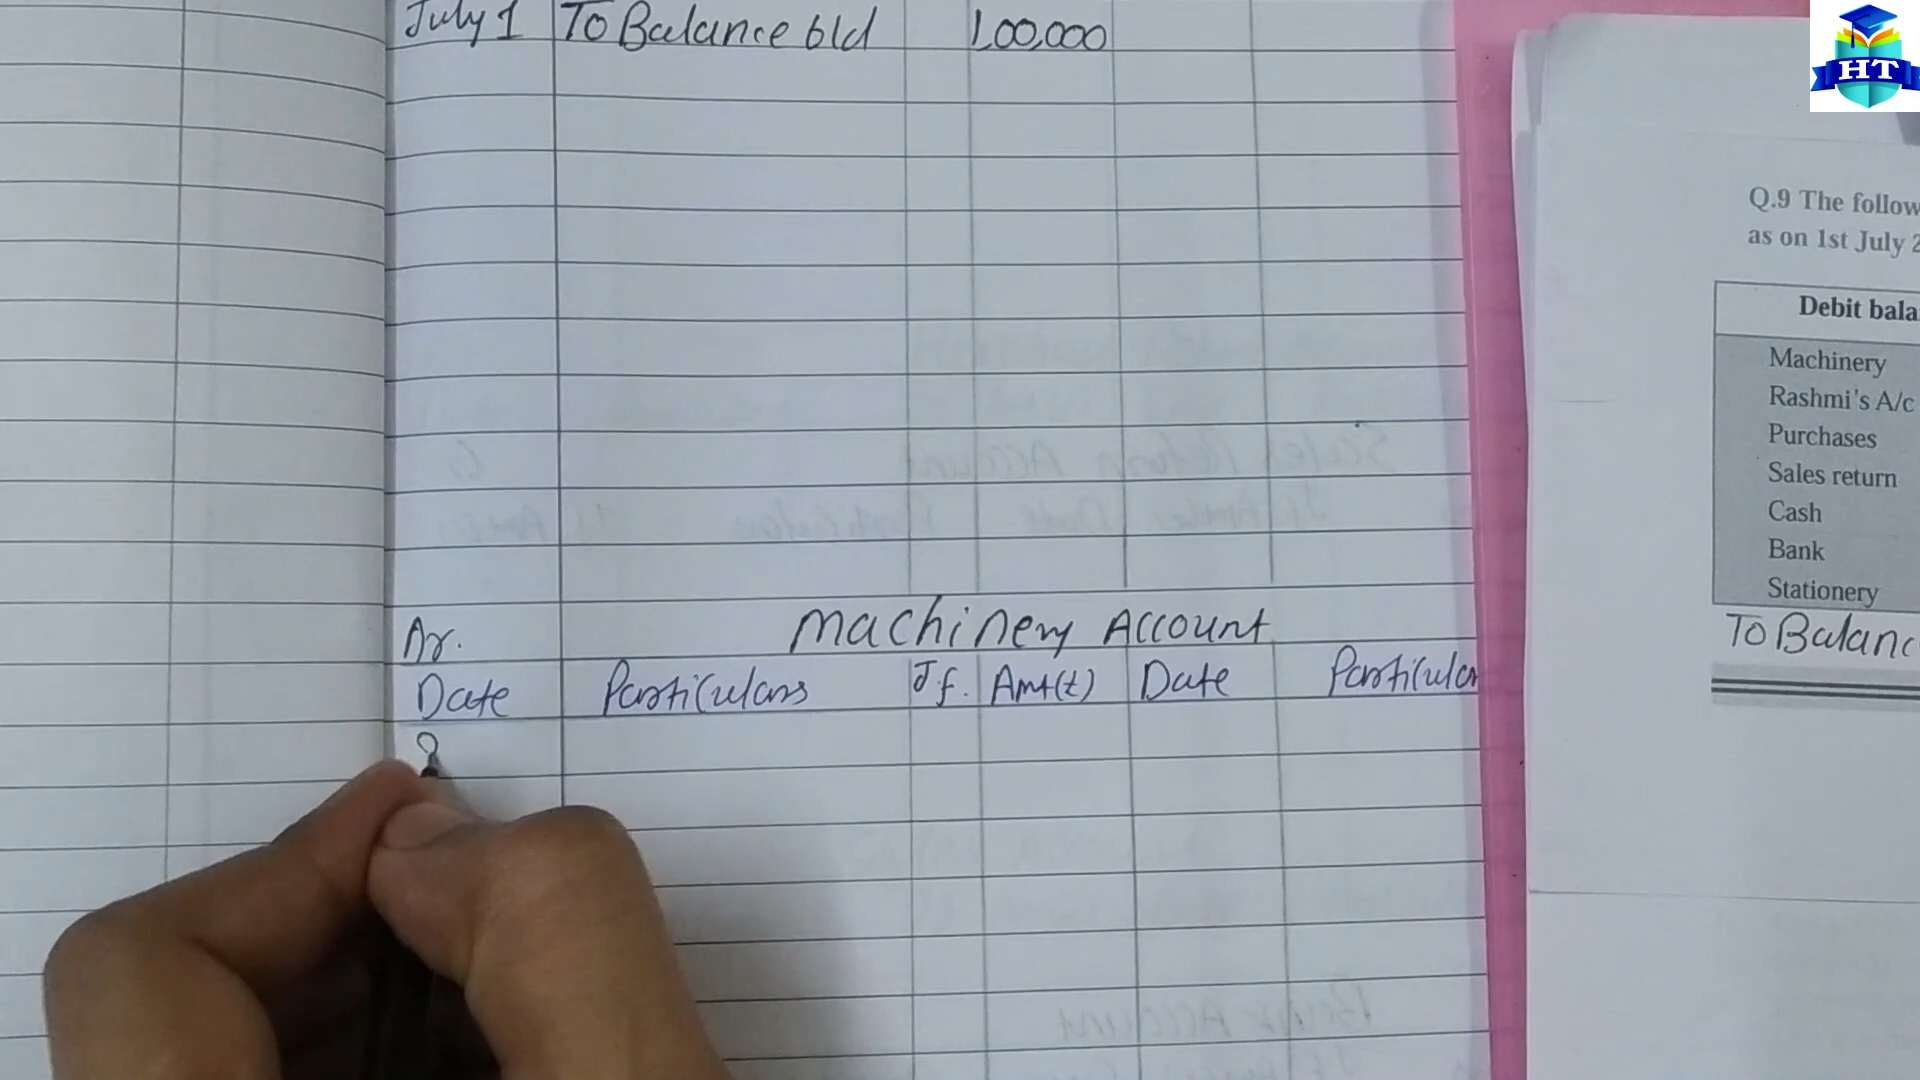 July 1 To Balance b/d 1,00,000
Dr. Machinery Account
Date Particulars J.f. Amt(₹) Date Particular
HT
Q.9 The follow
as on 1st July 2
Debit bala
Machinery
Rashmi's A/c
Purchases
Sales return
Cash
Bank
Stationery
To Balanc